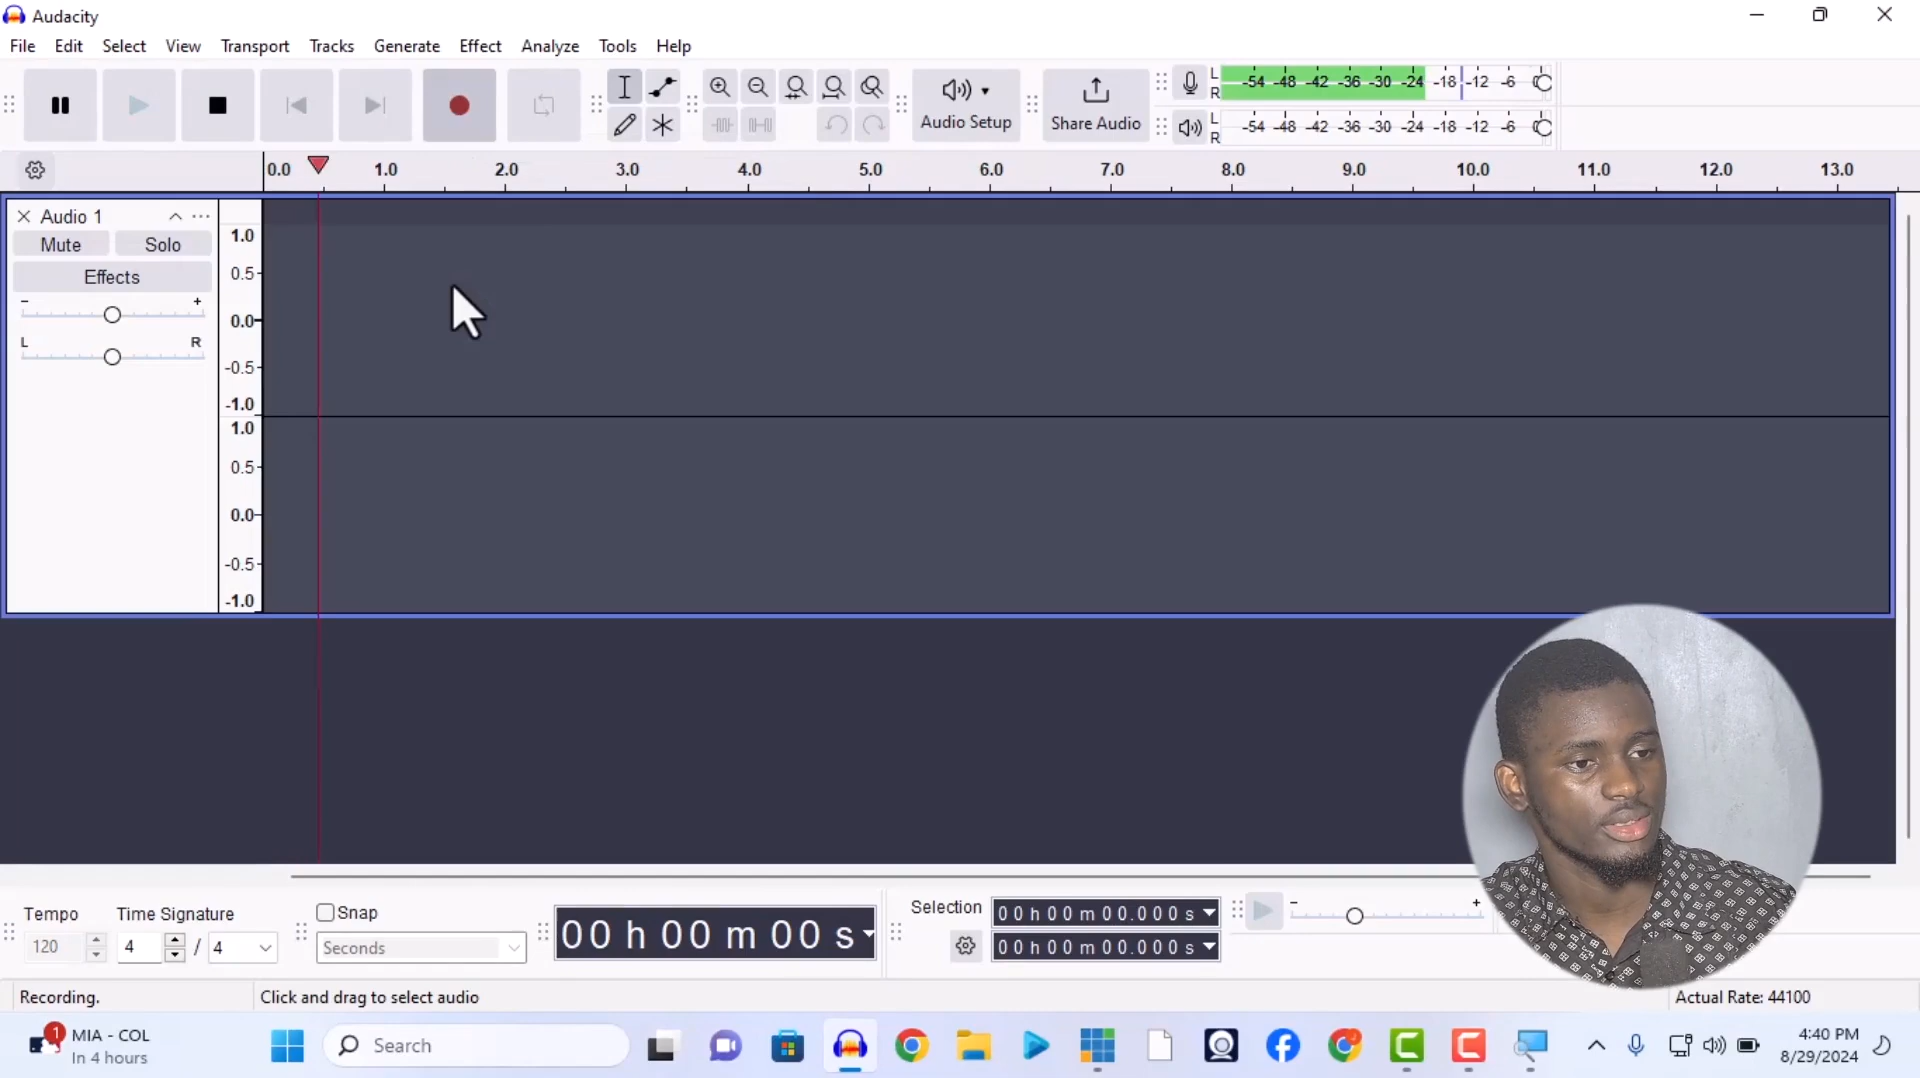 Audacity
File Edit Select View Transport Tracks Generate Effect Analyze Tools Help
L -54 -48 -42 -36 -30 -24 -18 -12 -6 0
R
Audio Setup
Share Audio
L -54 -48 -42 -36 -30 -24 -18 -12 -6 0
R
0.0 1.0 2.0 3.0 4.0 5.0 6.0 7.0 8.0 9.0 10.0 11.0 12.0 13.0
Audio 1
Mute Solo
Effects
- +
L R
1.0
0.5
0.0
-0.5
-1.0
1.0
0.5
0.0
-0.5
-1.0
Tempo
120
Time Signature
4 / 4
Snap
Seconds
00 h 00 m 00 s
Selection
00 h 00 m 00.000 s
00 h 00 m 00.000 s
- +
Recording.
Click and drag to select audio
Actual Rate: 44100
1
MIA - COL
In 4 hours
Search
4:40 PM
8/29/2024